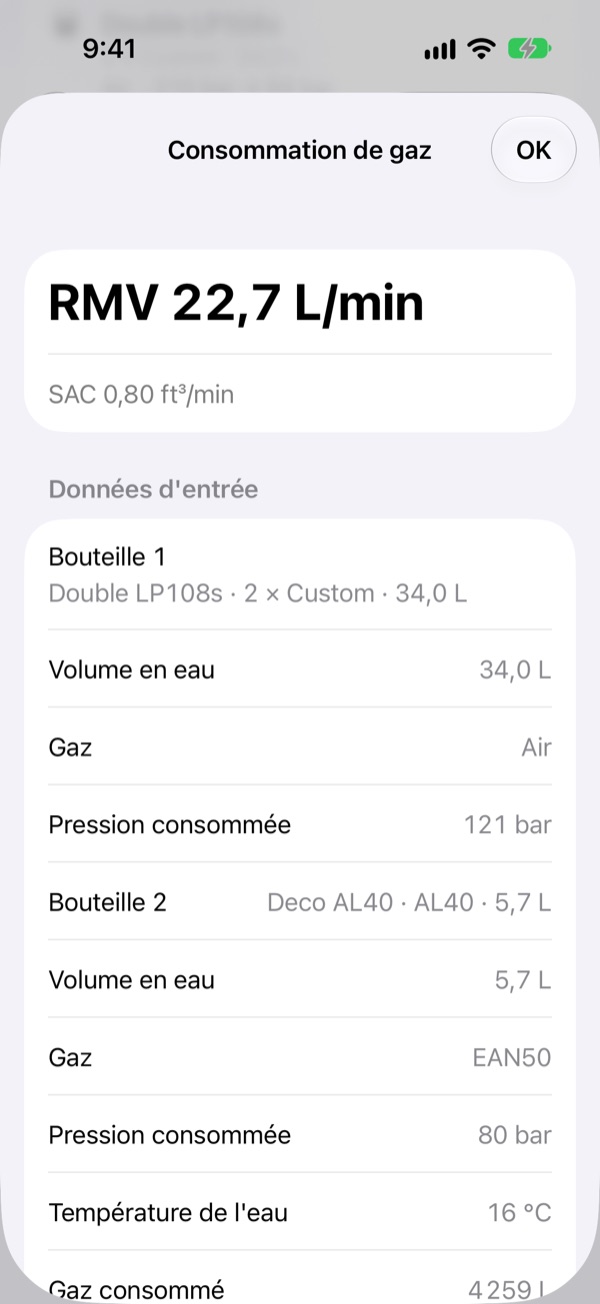 9:41
Consommation de gaz
OK
RMV 22,7 L/min
SAC 0,80 ft³/min
Données d'entrée
Bouteille 1
Double LP108s · 2 × Custom · 34,0 L
Volume en eau 34,0 L
Gaz Air
Pression consommée 121 bar
Bouteille 2 Deco AL40 · AL40 · 5,7 L
Volume en eau 5,7 L
Gaz EAN50
Pression consommée 80 bar
Température de l'eau 16 °C
Gaz consommé 4 259 L